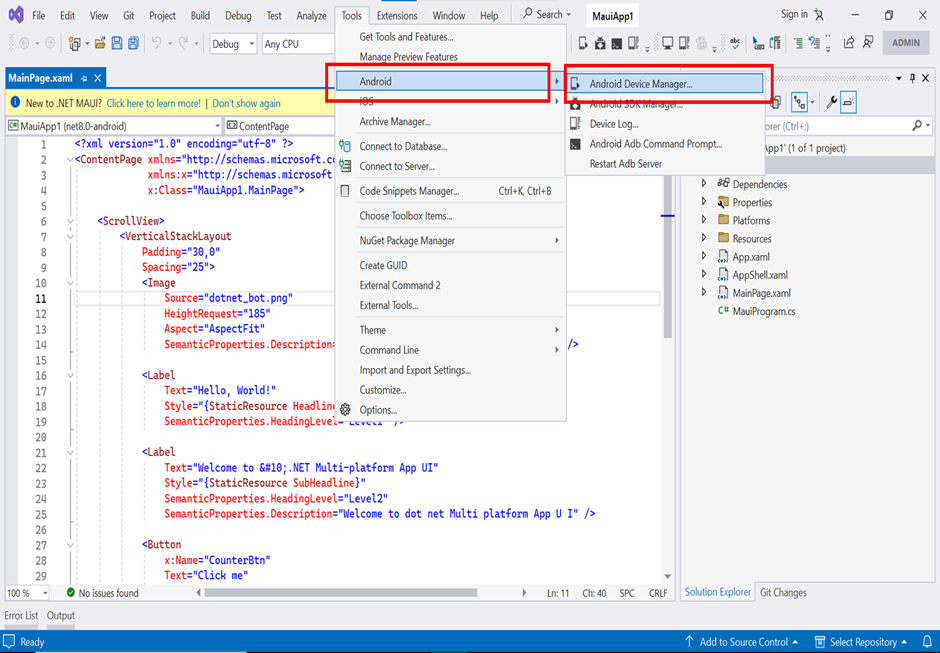 File Edit View Git Project Build Debug Test Analyze Tools Extensions Window Help Search MauiApp1 Sign in
Debug Any CPU ADMIN
MainPage.xaml
New to .NET MAUI? Click here to learn more! | Don't show again
MauiApp1 (net8.0-android) ContentPage
1 <?xml version="1.0" encoding="utf-8" ?>
2 <ContentPage xmlns="http://schemas.microsoft.co
3 xmlns:x="http://schemas.microsoft
4 x:Class="MauiApp1.MainPage">
5
6 <ScrollView>
7 <VerticalStackLayout
8 Padding="30,0"
9 Spacing="25">
10 <Image
11 Source="dotnet_bot.png"
12 HeightRequest="185"
13 Aspect="AspectFit"
14 SemanticProperties.Description= />
15
16 <Label
17 Text="Hello, World!"
18 Style="{StaticResource Headline
19 SemanticProperties.HeadingLevel="Level1" />
20
21 <Label
22 Text="Welcome to &#10;.NET Multi-platform App UI"
23 Style="{StaticResource SubHeadline}"
24 SemanticProperties.HeadingLevel="Level2"
25 SemanticProperties.Description="Welcome to dot net Multi platform App U I" />
26
27 <Button
28 x:Name="CounterBtn"
29 Text="Click me"
Get Tools and Features...
Manage Preview Features
Android
iOS
Archive Manager...
Connect to Database...
Connect to Server...
Code Snippets Manager... Ctrl+K, Ctrl+B
Choose Toolbox Items...
NuGet Package Manager
Create GUID
External Command 2
External Tools...
Theme
Command Line
Import and Export Settings...
Customize...
Options...
Android Device Manager...
Android SDK Manager...
Device Log...
Android Adb Command Prompt...
Restart Adb Server
orer (Ctrl+;)
App1' (1 of 1 project)
Dependencies
Properties
Platforms
Resources
App.xaml
AppShell.xaml
MainPage.xaml
C# MauiProgram.cs
100 % No issues found Ln: 11 Ch: 40 SPC CRLF
Solution Explorer Git Changes
Error List Output
Ready Add to Source Control Select Repository